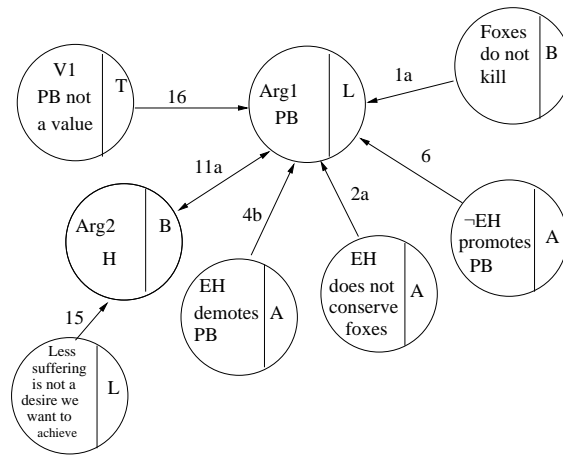 V1
PB not
a value
T
16
Arg1
PB
L
1a
Foxes
do not
kill
B
11a
6
Arg2
H
B
4b
2a
¬EH
promotes
PB
A
EH
demotes
PB
A
EH
does not
conserve
foxes
A
15
Less
suffering
is not a
desire we
want to
achieve
L